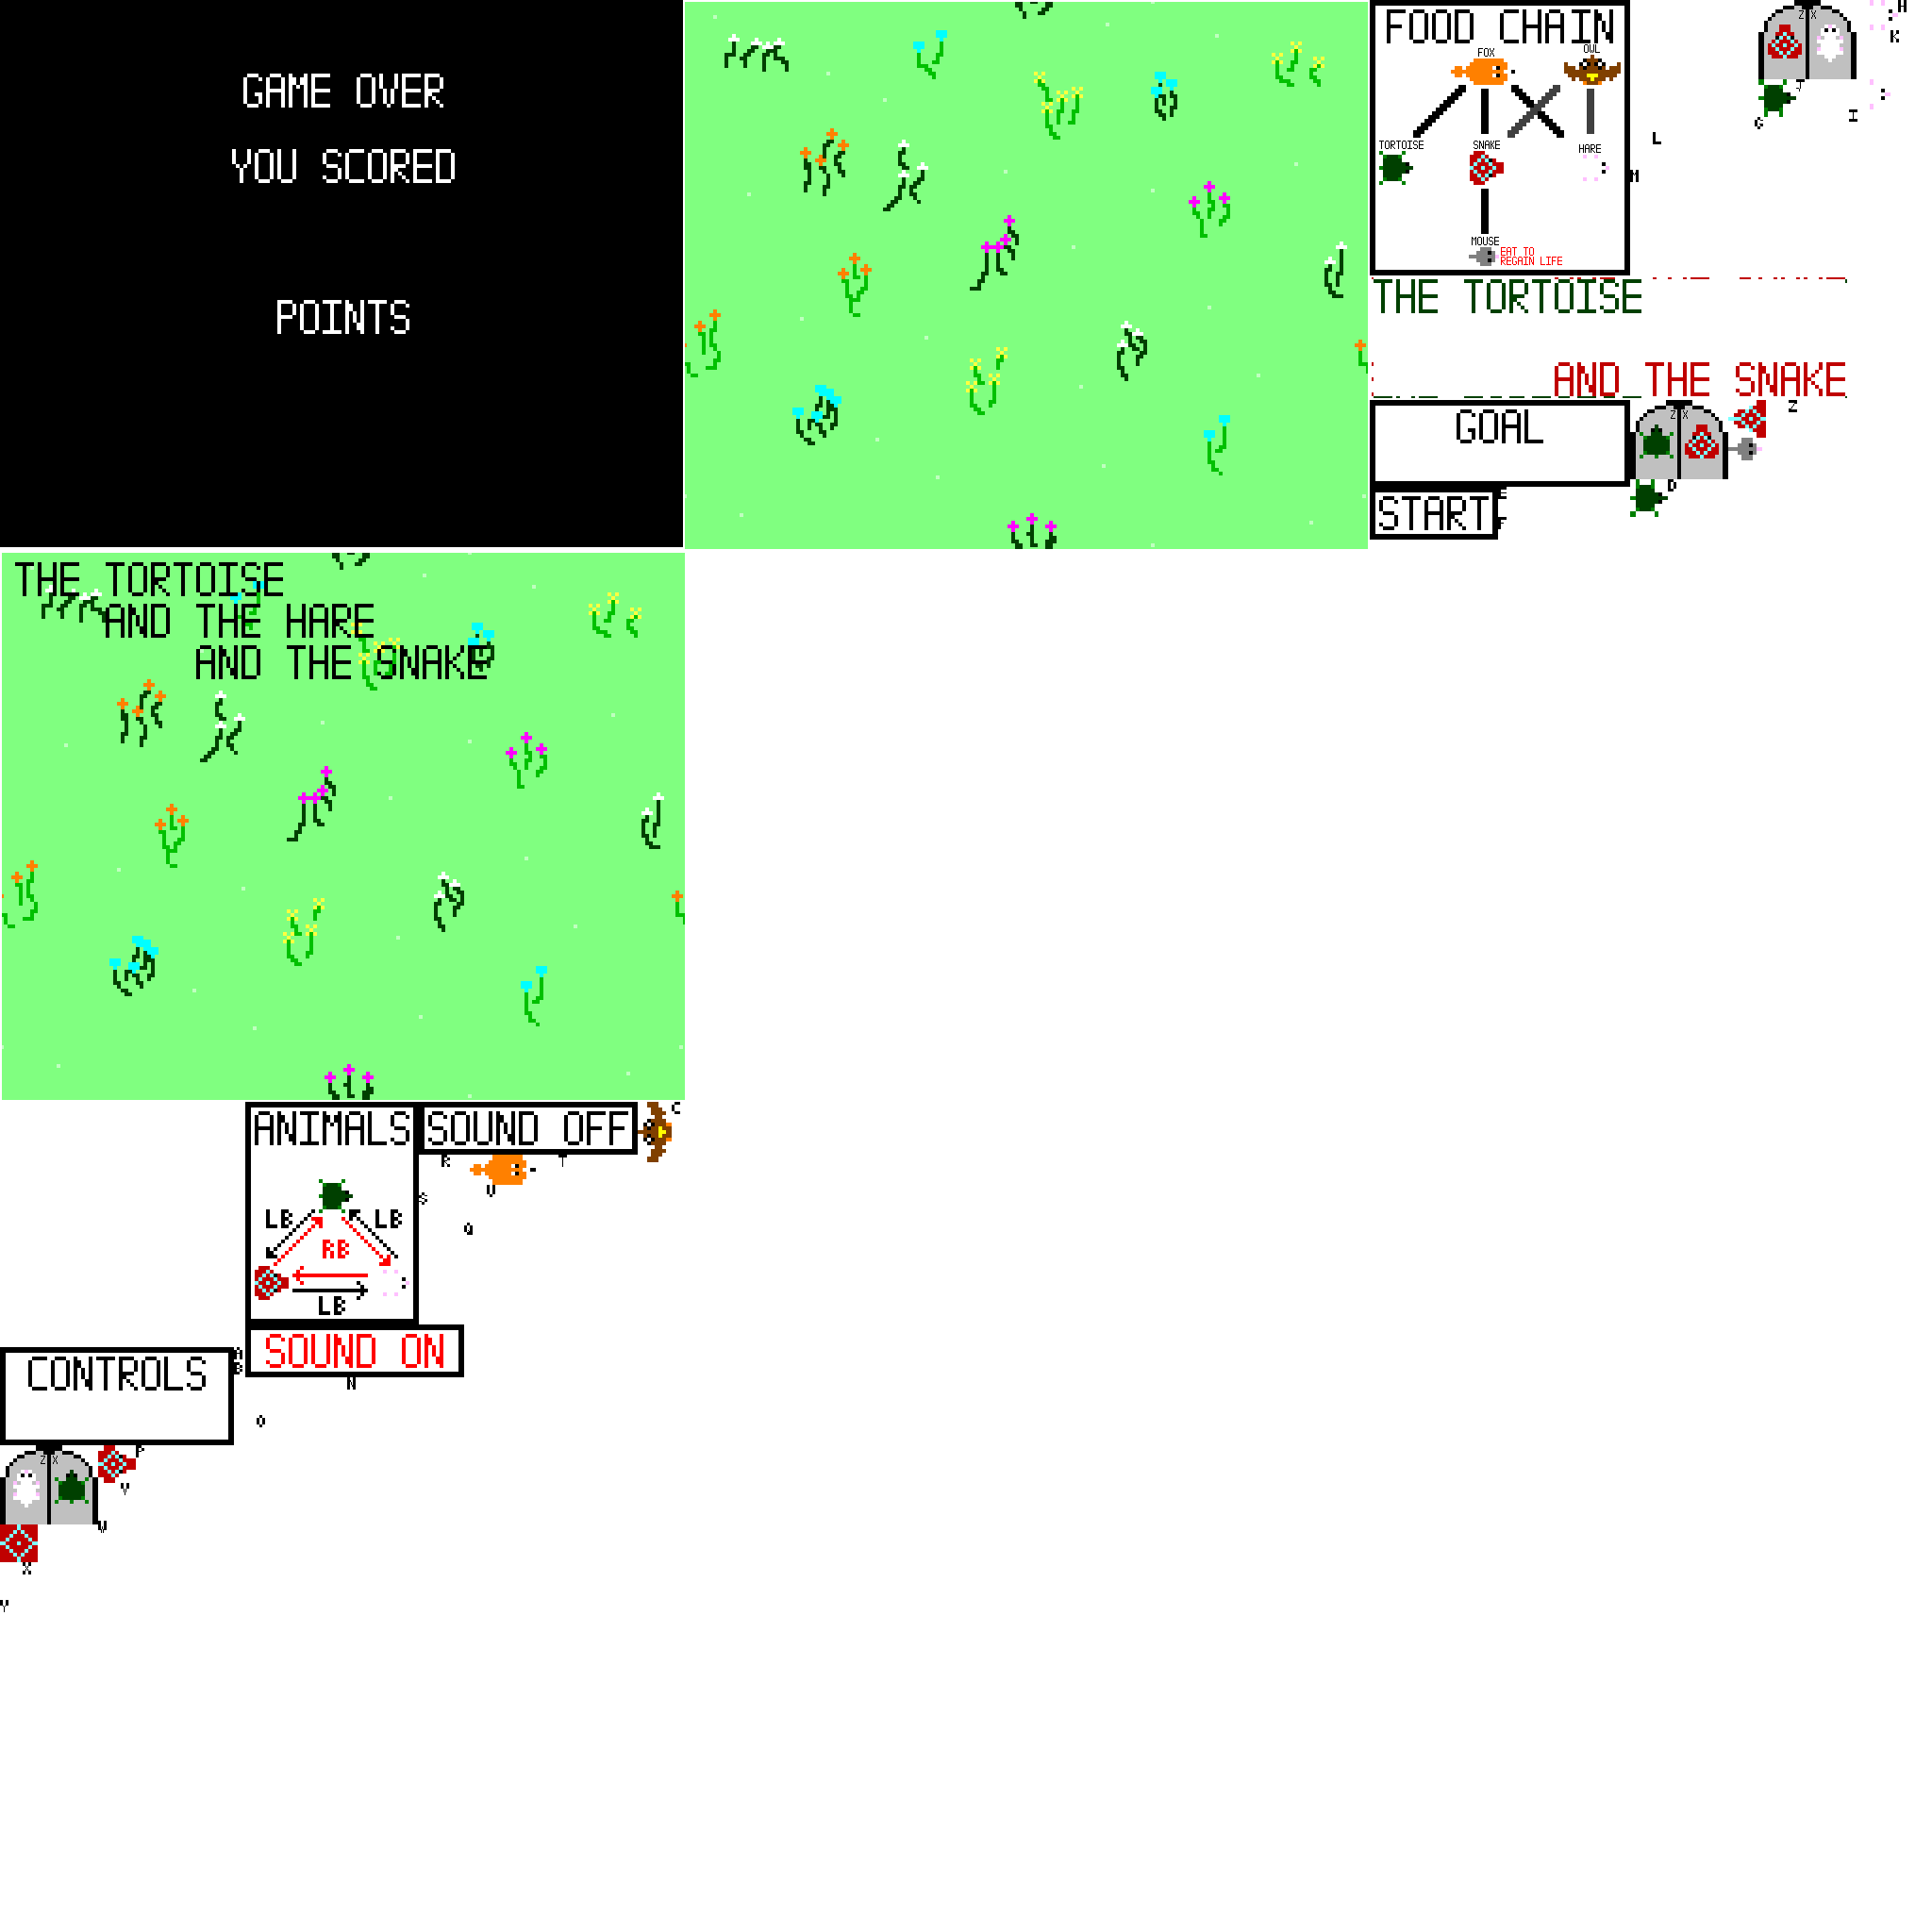 GAME OVER
YOU SCORED
POINTS
FOOD CHAIN
FOX
OWL
TORTOISE
SNAKE
HARE
MOUSE
EAT TO
REGAIN LIFE
Z X
H
K
J
G
I
L
M
THE TORTOISE
AND THE SNAKE
GOAL
Z X
Z
D
START
E
F
THE TORTOISE
AND THE HARE
AND THE SNAKE
ANIMALS
LB
LB
RB
LB
SOUND OFF
C
R
T
U
S
Q
SOUND ON
N
O
CONTROLS
A
B
Z X
P
V
W
X
Y